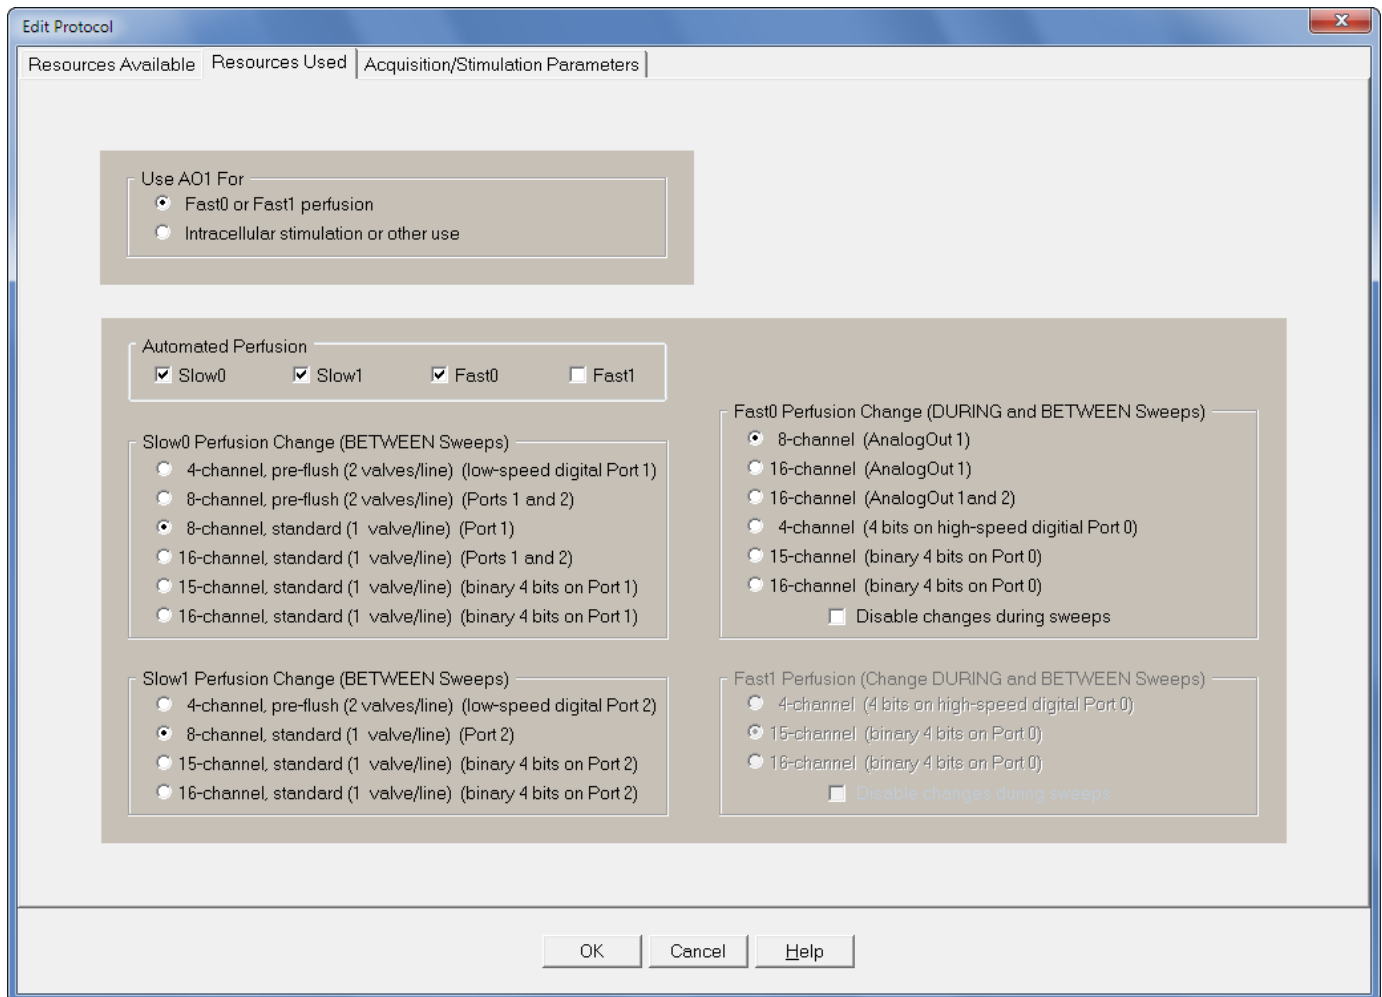 Edit Protocol
Resources Available Resources Used Acquisition/Stimulation Parameters
Use AO1 For
Fast0 or Fast1 perfusion
Intracellular stimulation or other use
Automated Perfusion
Slow0 Slow1 Fast0 Fast1
Slow0 Perfusion Change (BETWEEN Sweeps)
4-channel, pre-flush (2 valves/line) (low-speed digital Port 1)
8-channel, pre-flush (2 valves/line) (Ports 1 and 2)
8-channel, standard (1 valve/line) (Port 1)
16-channel, standard (1 valve/line) (Ports 1 and 2)
15-channel, standard (1 valve/line) (binary 4 bits on Port 1)
16-channel, standard (1 valve/line) (binary 4 bits on Port 1)
Slow1 Perfusion Change (BETWEEN Sweeps)
4-channel, pre-flush (2 valves/line) (low-speed digital Port 2)
8-channel, standard (1 valve/line) (Port 2)
15-channel, standard (1 valve/line) (binary 4 bits on Port 2)
16-channel, standard (1 valve/line) (binary 4 bits on Port 2)
Fast0 Perfusion Change (DURING and BETWEEN Sweeps)
8-channel (AnalogOut 1)
16-channel (AnalogOut 1)
16-channel (AnalogOut 1and 2)
4-channel (4 bits on high-speed digitial Port 0)
15-channel (binary 4 bits on Port 0)
16-channel (binary 4 bits on Port 0)
Disable changes during sweeps
Fast1 Perfusion (Change DURING and BETWEEN Sweeps)
4-channel (4 bits on high-speed digital Port 0)
15-channel (binary 4 bits on Port 0)
16-channel (binary 4 bits on Port 0)
Disable changes during sweeps
OK Cancel Help